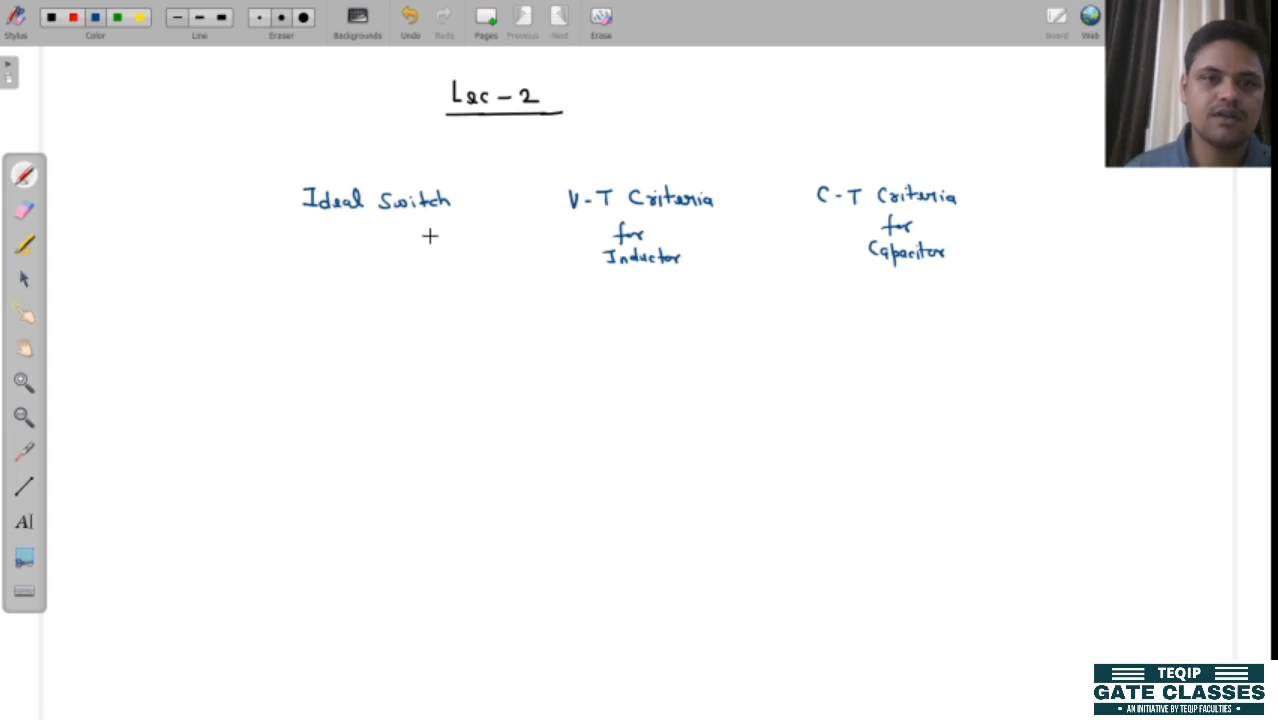 Stylus
Color
Line
Eraser
Backgrounds
Undo
Redo
Pages
Previous
Next
Erase
Board
Web
Lec - 2
Ideal Switch
V-T Criteria
for
Inductor
C-T Criteria
for
Capacitor
AI
TEQIP
GATE CLASSES
• AN INITIATIVE BY TEQIP FACULTIES •